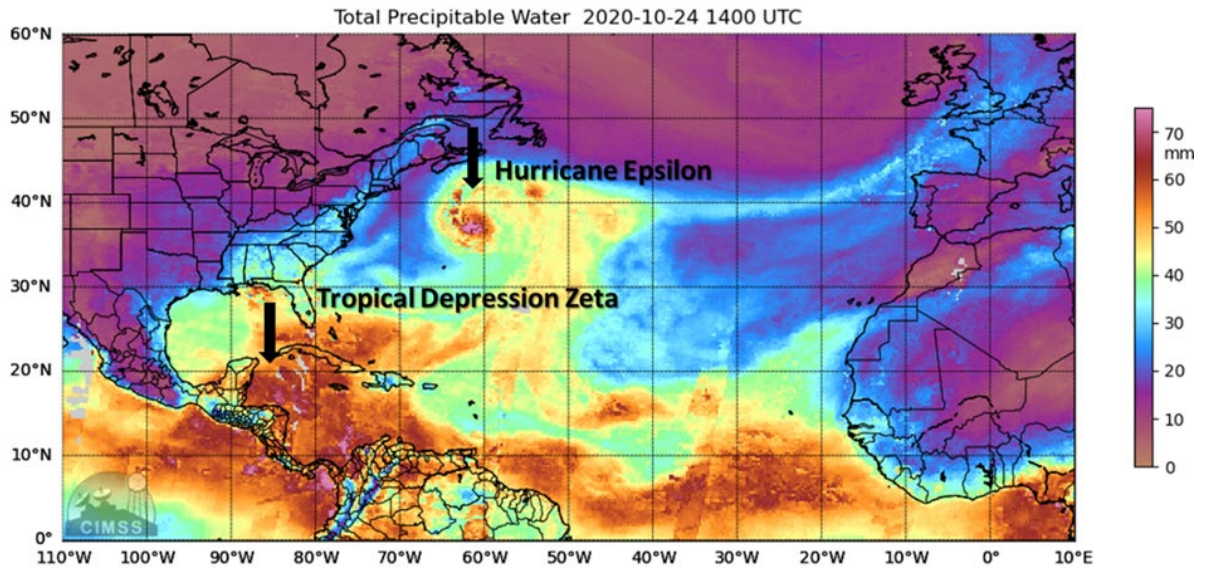 Total Precipitable Water 2020-10-24 1400 UTC
60°N
50°N
40°N
30°N
20°N
10°N
0°
Hurricane Epsilon
Tropical Depression Zeta
CIMSS
110°W 100°W 90°W 80°W 70°W 60°W 50°W 40°W 30°W 20°W 10°W 0° 10°E
70
mm
60
50
40
30
20
10
0